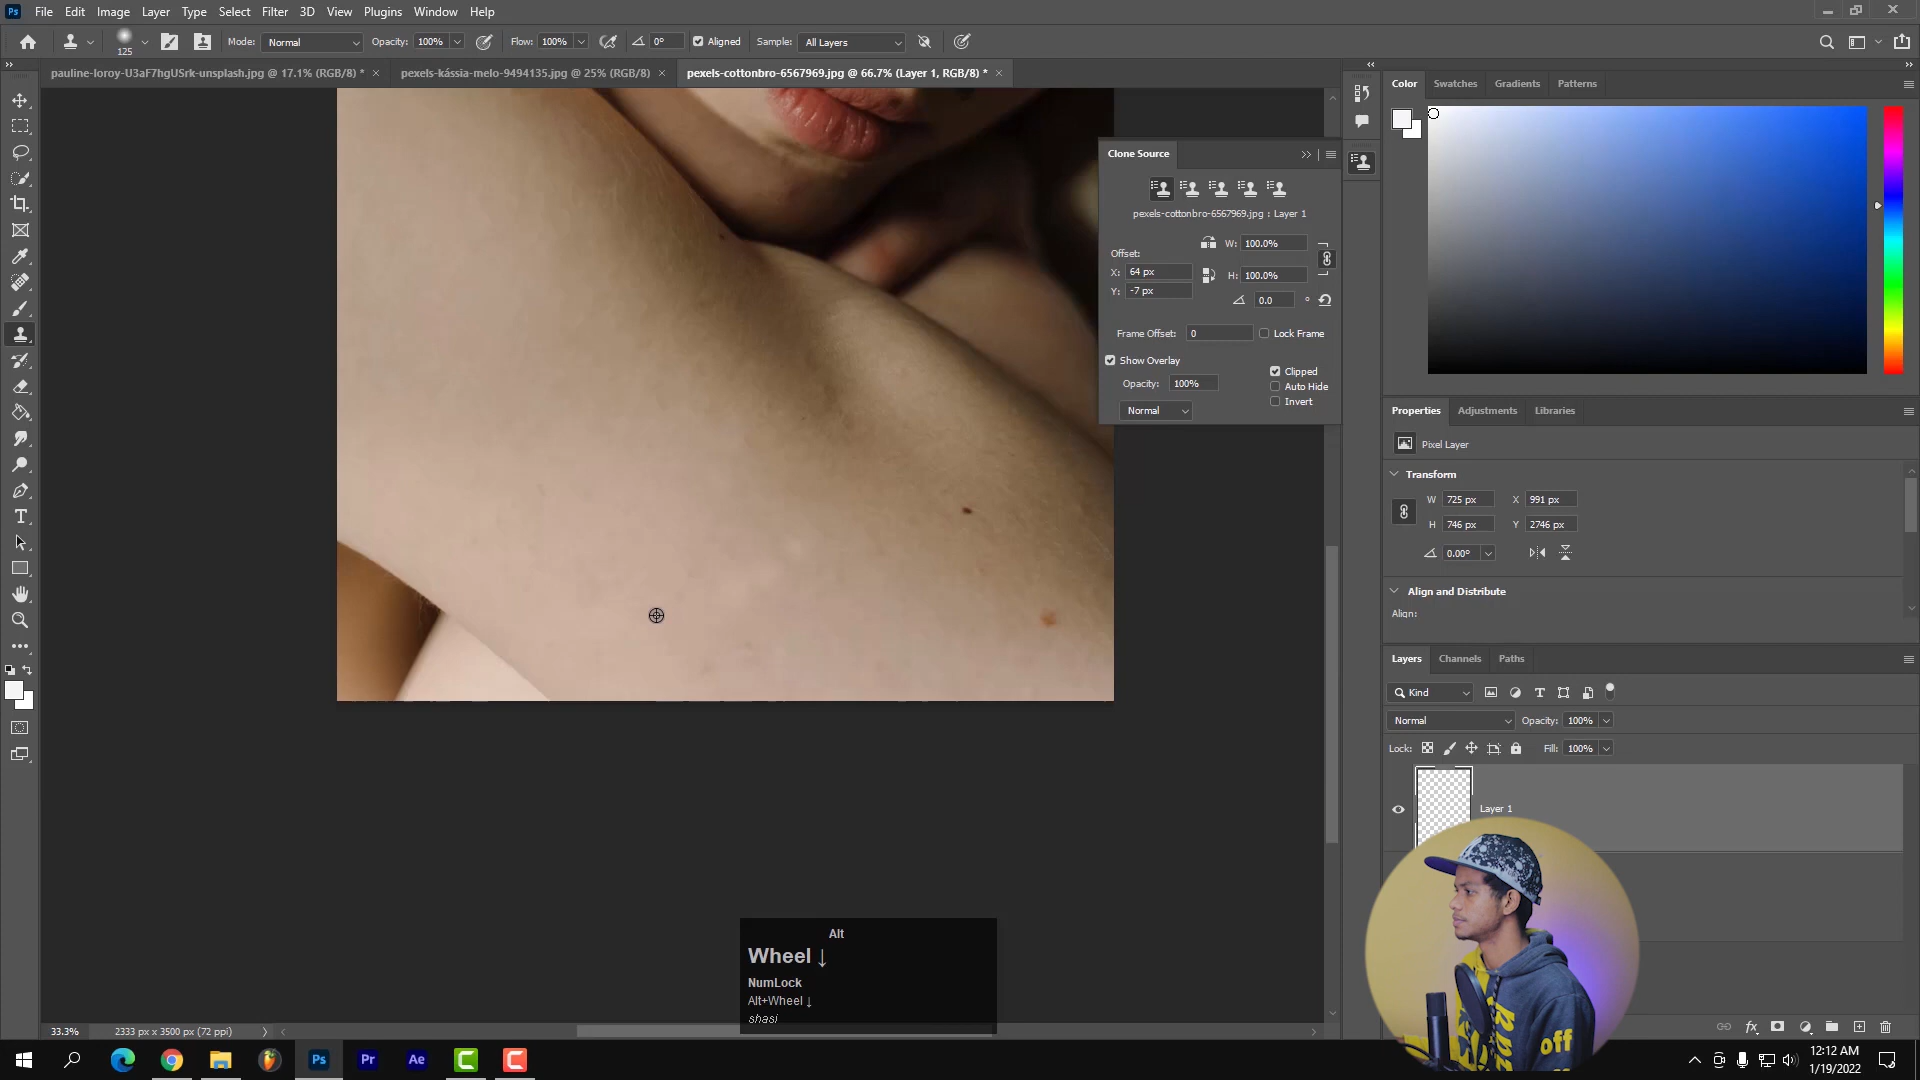 Ps File Edit Image Layer Type Select Filter 3D View Plugins Window Help
125 Mode: Normal Opacity: 100% Flow: 100% 0° Aligned Sample: All Layers
pauline-loroy-U3aF7hgUSrk-unsplash.jpg @ 17.1% (RGB/8) * × pexels-kássia-melo-9494135.jpg @ 25% (RGB/8) × pexels-cottonbro-6567969.jpg @ 66.7% (Layer 1, RGB/8) * ×
Color Swatches Gradients Patterns
Clone Source
pexels-cottonbro-6567969.jpg : Layer 1
W: 100.0%
Offset:
X: 64 px H: 100.0%
Y: -7 px
0.0 °
Frame Offset: 0 Lock Frame
Show Overlay
Clipped
Opacity: 100% Auto Hide
Invert
Normal
Properties Adjustments Libraries
Pixel Layer
Transform
W 725 px X 991 px
H 746 px Y 2746 px
0.00°
Align and Distribute
Align:
Layers Channels Paths
Kind
Normal Opacity: 100%
Lock: Fill: 100%
Layer 1
off
Alt
Wheel ↓
NumLock
Alt+Wheel ↓
shasi
33.3% 2333 px x 3500 px (72 ppi)
fx
Ps Pr Ae
12:12 AM
1/19/2022